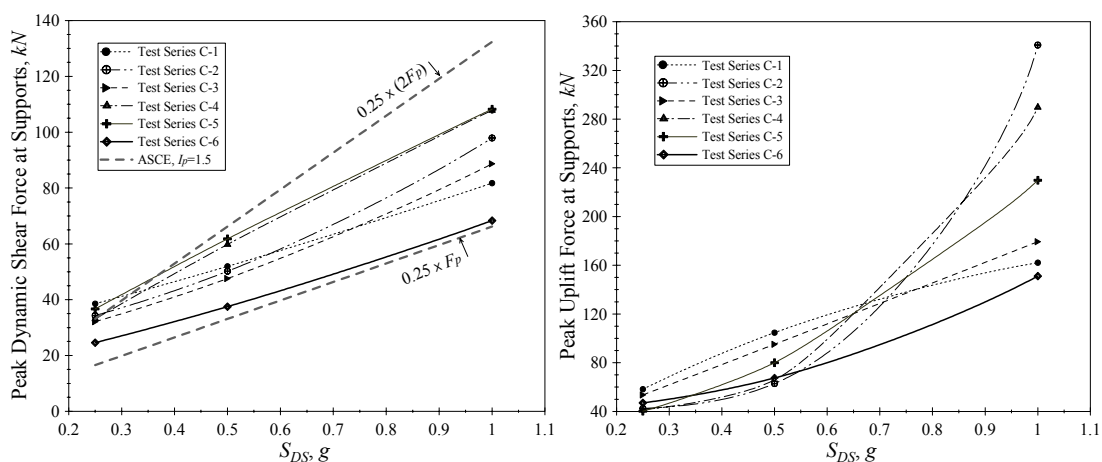 Peak Dynamic Shear Force at Supports, kN
140
120
100
80
60
40
20
0
Test Series C-1
Test Series C-2
Test Series C-3
Test Series C-4
Test Series C-5
Test Series C-6
ASCE, Ip=1.5
0.25 × (2Fp)
0.25 × Fp
0.2 0.3 0.4 0.5 0.6 0.7 0.8 0.9 1 1.1
SDS, g
Peak Uplift Force at Supports, kN
360
320
280
240
200
160
120
80
40
Test Series C-1
Test Series C-2
Test Series C-3
Test Series C-4
Test Series C-5
Test Series C-6
0.2 0.3 0.4 0.5 0.6 0.7 0.8 0.9 1 1.1
SDS, g